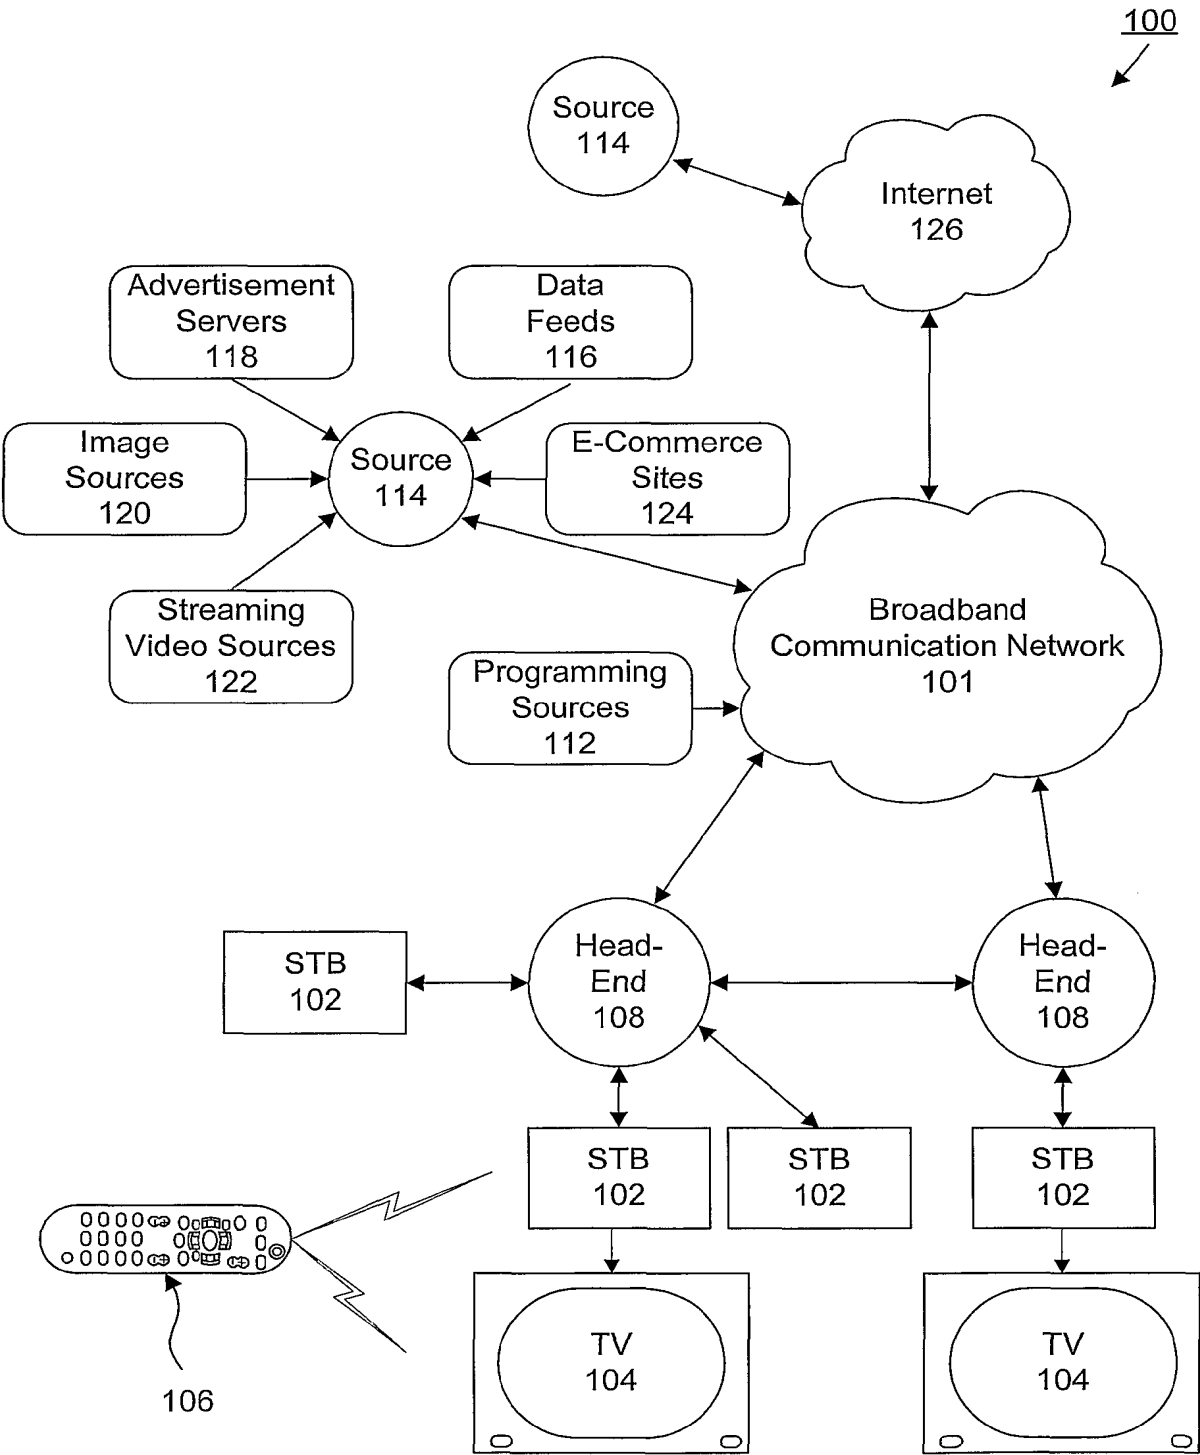 100
Source
114
Internet
126
Advertisement
Servers
118
Data
Feeds
116
Image
Sources
120
Source
114
E-Commerce
Sites
124
Streaming
Video Sources
122
Broadband
Communication Network
101
Programming
Sources
112
STB
102
Head-
End
108
Head-
End
108
STB
102
STB
102
STB
102
TV
104
TV
104
106